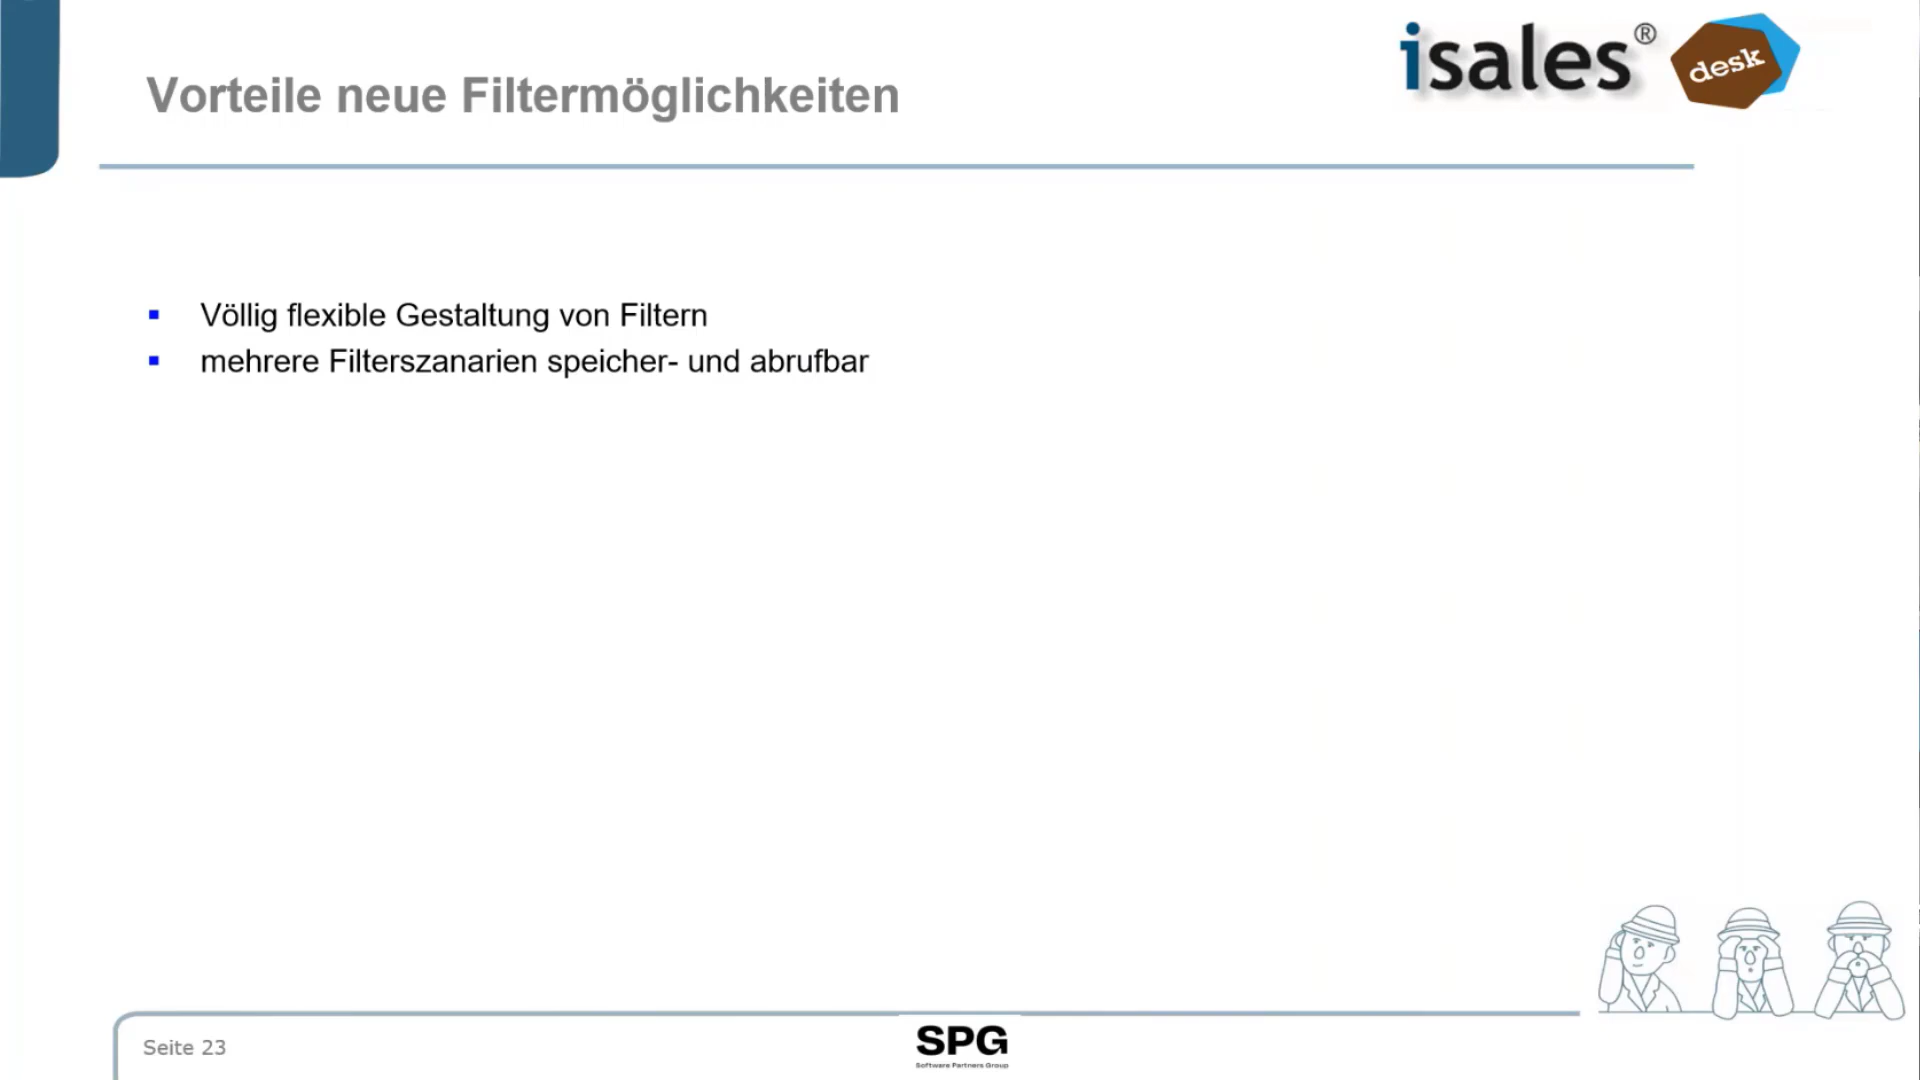 Vorteile neue Filtermöglichkeiten
isales®
desk
Völlig flexible Gestaltung von Filtern
mehrere Filterszanarien speicher- und abrufbar
Seite 23
SPG
Software Partners Group